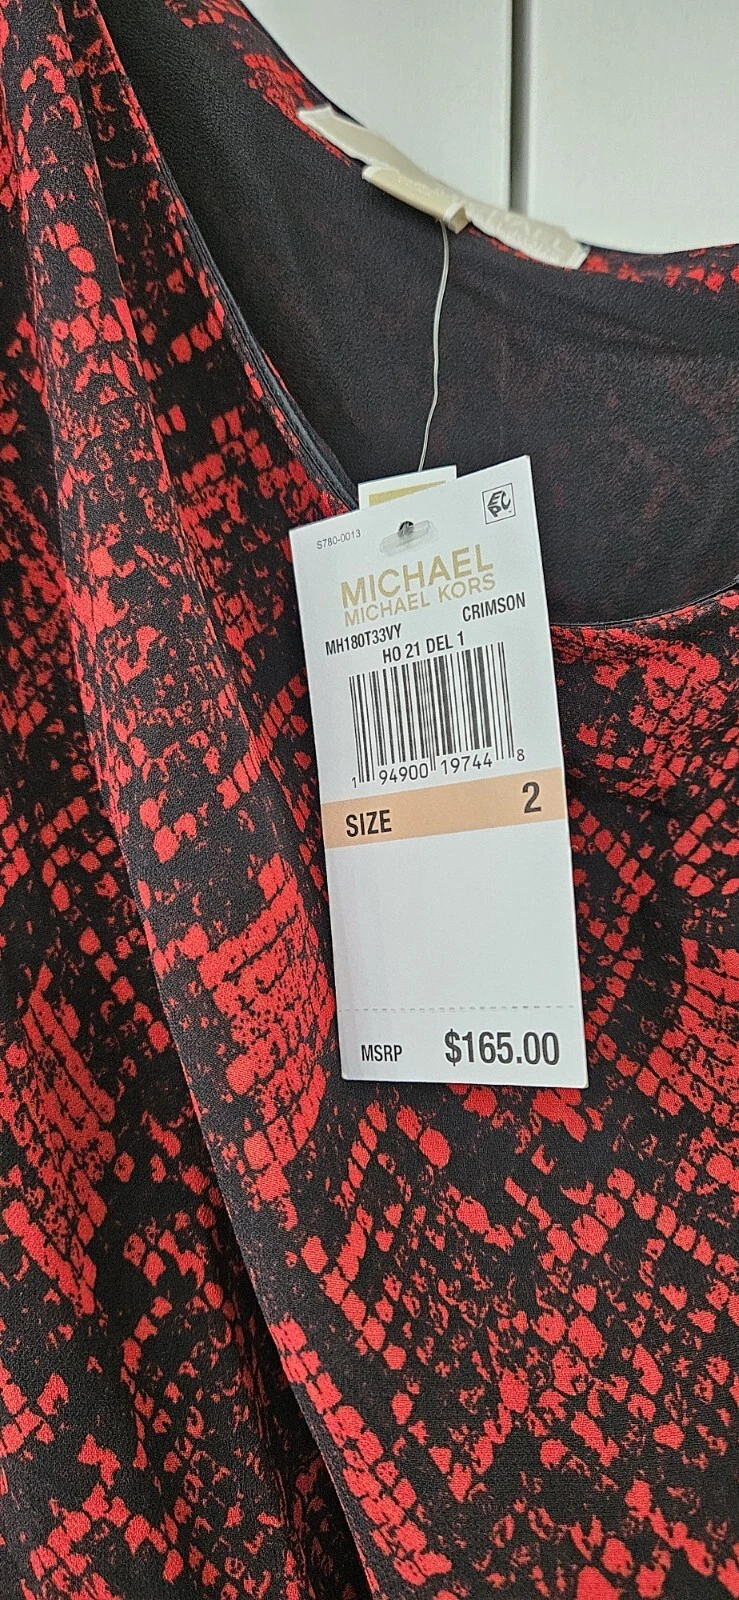 S780-0013
EPC
MICHAEL
MICHAEL KORS
MH180T33VY CRIMSON
HO 21 DEL 1
1 94900 19744 8
SIZE 2
MSRP $165.00